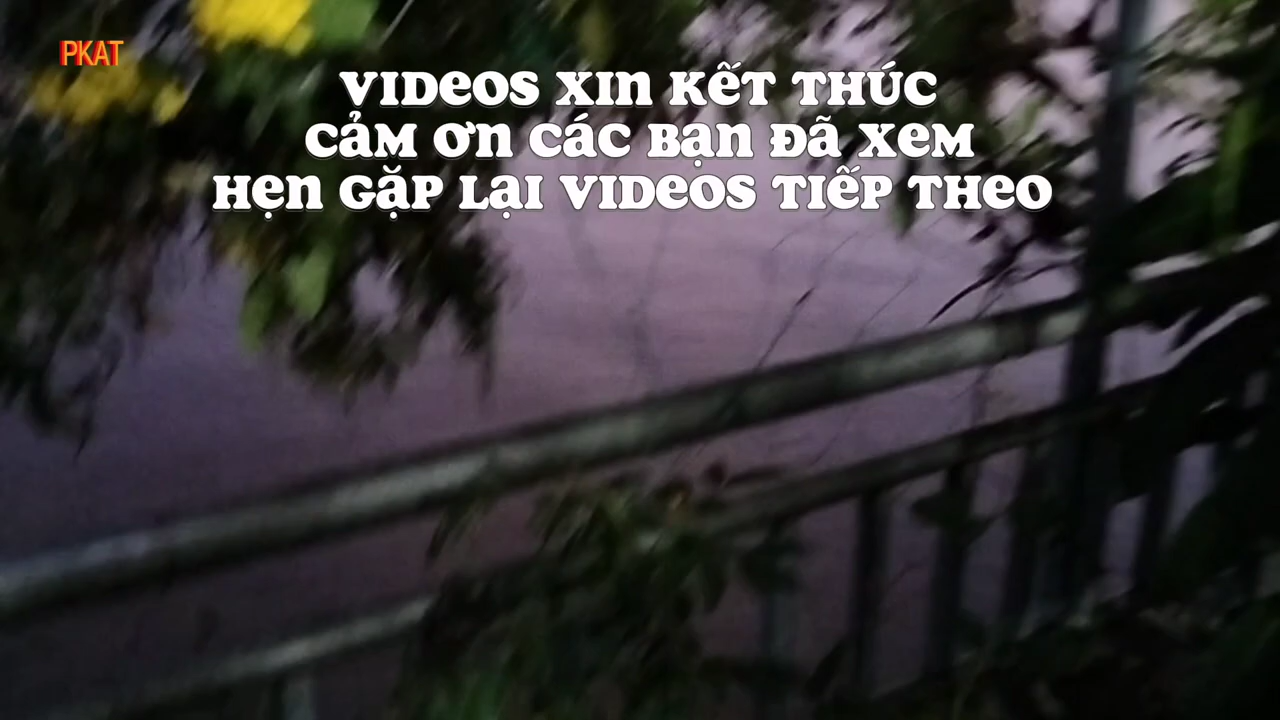 PKAT
VIDEOS XIN KẾT THÚC
CẢM ƠN CÁC BẠN ĐÃ XEM
HẸN GẶP LẠI VIDEOS TIẾP THEO